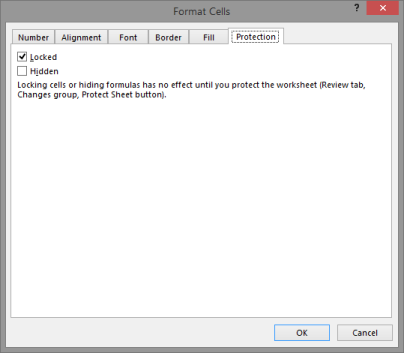 Format Cells
?
Number Alignment Font Border Fill Protection
Locked
Hidden
Locking cells or hiding formulas has no effect until you protect the worksheet (Review tab,
Changes group, Protect Sheet button).
OK Cancel